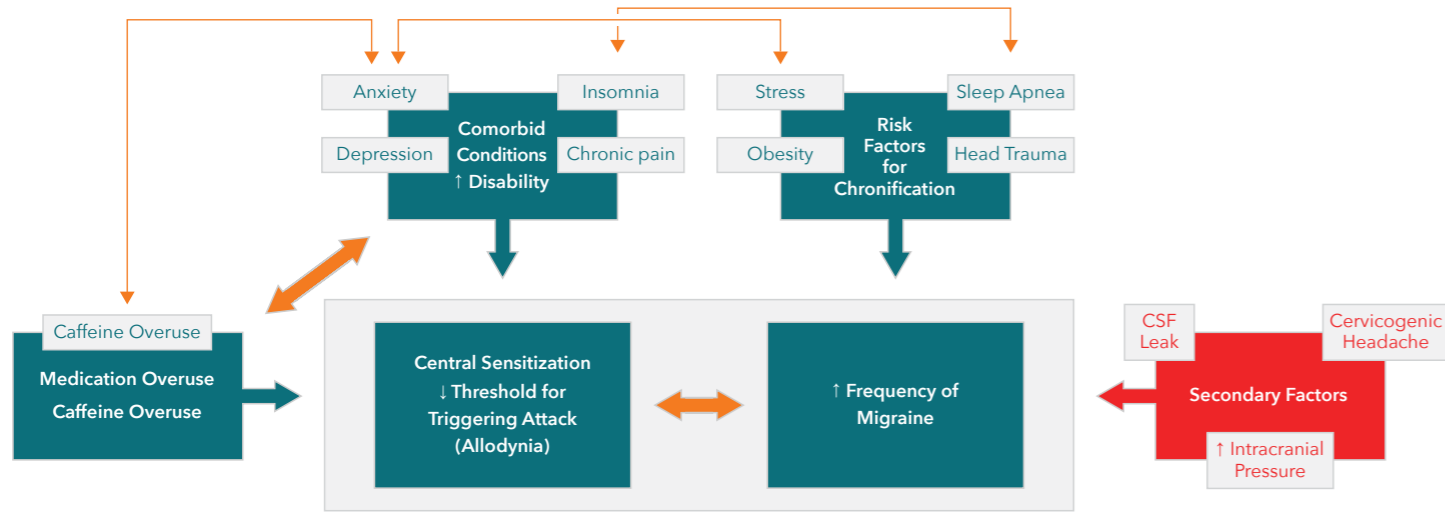 Anxiety
Insomnia
Depression
Chronic pain
Comorbid
Conditions
↑ Disability
Stress
Sleep Apnea
Obesity
Head Trauma
Risk
Factors
for
Chronification
Caffeine Overuse
Medication Overuse
Caffeine Overuse
Central Sensitization
↓ Threshold for
Triggering Attack
(Allodynia)
↑ Frequency of
Migraine
CSF
Leak
Cervicogenic
Headache
Secondary Factors
↑ Intracranial
Pressure